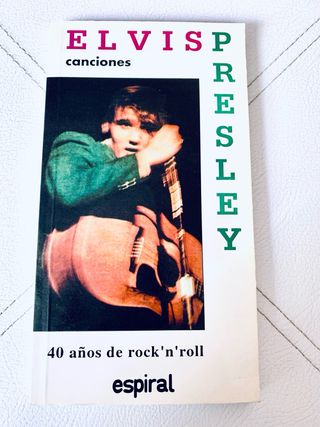 ELVIS
PRESLEY
canciones
40 años de rock'n'roll
espiral